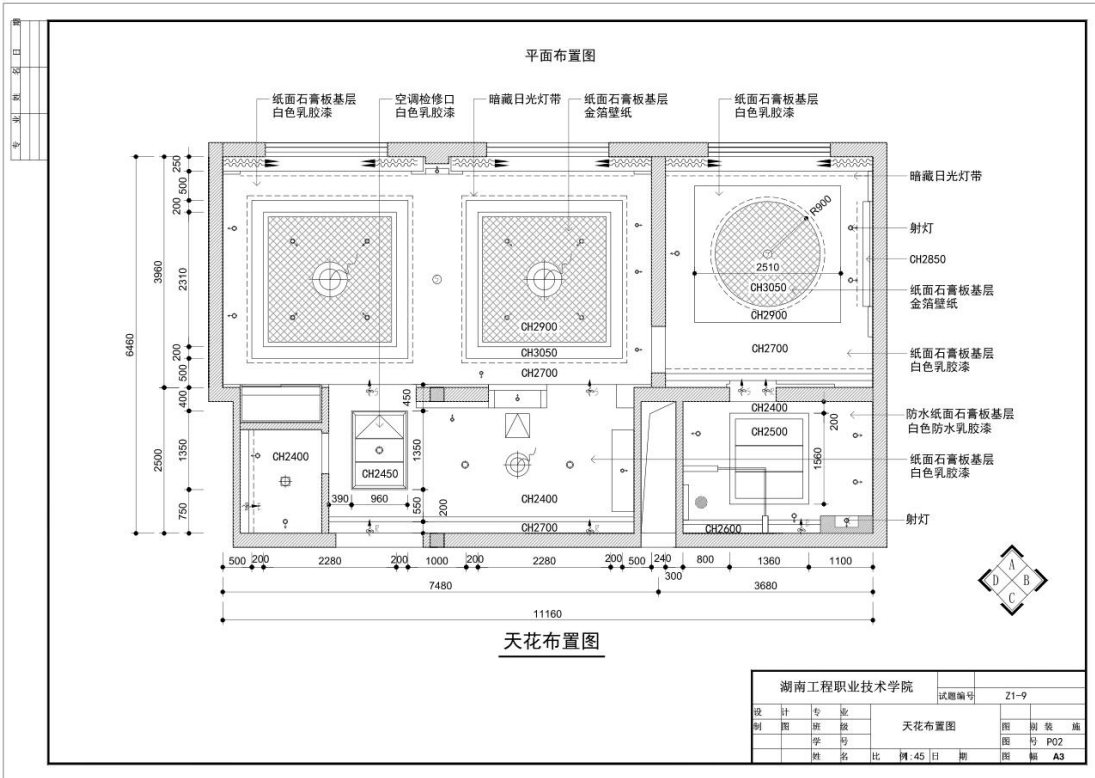 平面布置图
纸面石膏板基层
白色乳胶漆
空调检修口
白色乳胶漆
暗藏日光灯带
纸面石膏板基层
金箔壁纸
纸面石膏板基层
白色乳胶漆
暗藏日光灯带
射灯
CH2850
纸面石膏板基层
金箔壁纸
纸面石膏板基层
白色乳胶漆
防水纸面石膏板基层
白色防水乳胶漆
纸面石膏板基层
白色乳胶漆
射灯
250
500
200
2310
200
500
400
1350
750
3960
2500
6460
R900
2510
CH3050
CH2900
CH2700
CH2900
CH3050
CH2700
450
CH2400
CH2500
200
1560
CH2400
CH2450
1350
CH2400
390
960
550
200
CH2700
CH2600
500
200
2280
200
1000
200
2280
200
500
240
800
1360
1100
300
7480
3680
11160
A
D
B
C
天花布置图
湖南工程职业技术学院
试题编号
Z1-9
设 计
专 业
制 图
班 级
天花布置图
图 别
装 施
学 号
图 号
P02
姓 名
比 例:45
日 期
图 幅
A3
专 业
姓 名
日 期